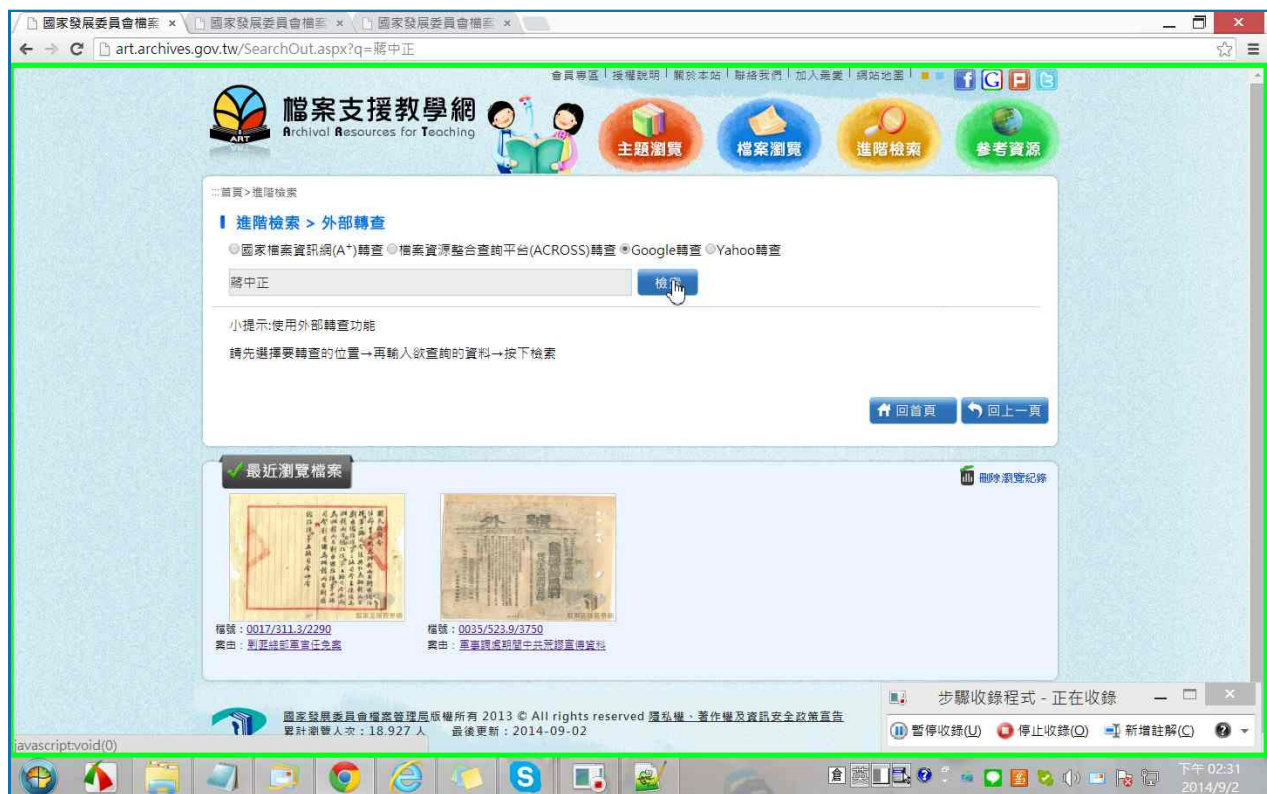 國家發展委員會檔案 × 國家發展委員會檔案 × 國家發展委員會檔案 ×
art.archives.gov.tw/SearchOut.aspx?q=蔣中正
會員專區 | 授權說明 | 關於本站 | 聯絡我們 | 加入最愛 | 網站地圖 |
檔案支援教學網
Archival Resources for Teaching
ART
主題瀏覽 檔案瀏覽 進階檢索 參考資源
:::首頁>進階檢索
進階檢索 > 外部轉查
國家檔案資訊網(A+)轉查 檔案資源整合查詢平台(ACROSS)轉查 Google轉查 Yahoo轉查
蔣中正
小提示:使用外部轉查功能
請先選擇要轉查的位置→再輸入欲查詢的資料→按下檢索
回首頁 回上一頁
最近瀏覽檔案
刪除瀏覽紀錄
外 號
檔號：0017/311.3/2290 檔號：0035/523.9/3750
案由：剿匪總部軍官任免案 案由：軍事調處期間中共荒謬宣傳資料
國家發展委員會檔案管理局版權所有 2013 © All rights reserved 隱私權、著作權及資訊安全政策宣告
累計瀏覽人次：18,927 人 最後更新：2014-09-02
javascript:void(0)
步驟收錄程式 - 正在收錄
暫停收錄(U) 停止收錄(O) 新增註解(C)
下午 02:31
2014/9/2